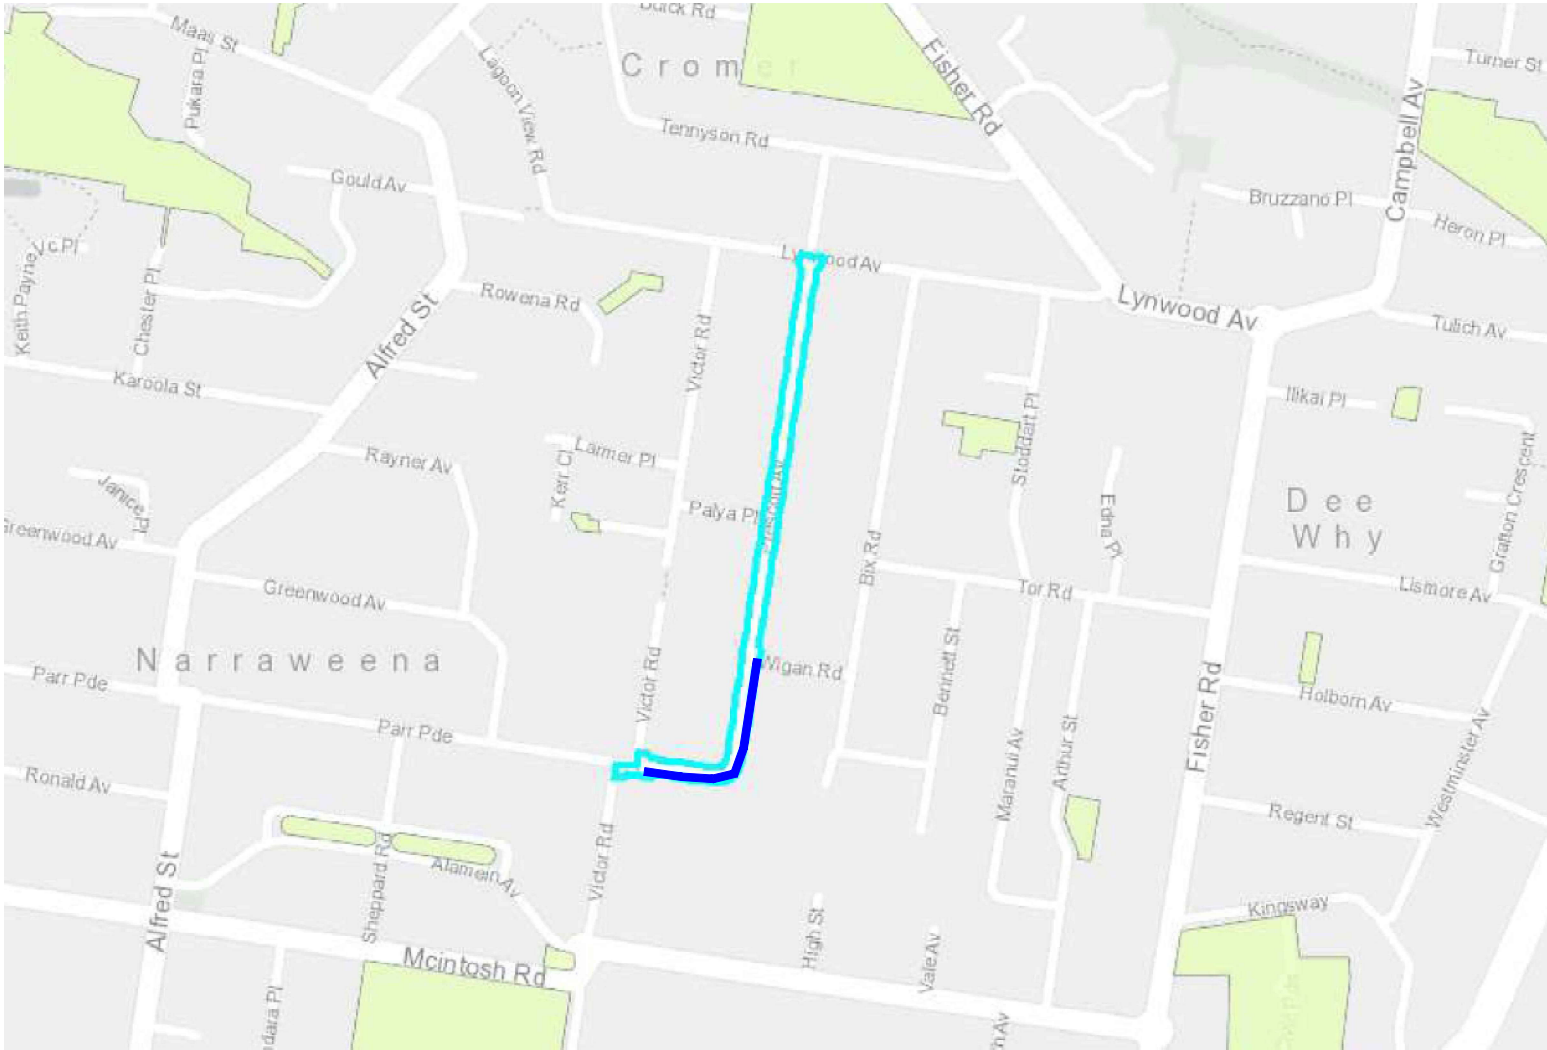 Maas St
Pukara Pl
Cromer
Fisher Rd
Turner St
Campbell Av
Lagoon View Rd
Tennyson Rd
Gould Av
Bruzzano Pl
Heron Pl
Keith Payne
Chester Pl
Lynwood Av
Rowena Rd
Lynwood Av
Tullich Av
Alfred St
Victor Rd
Karoola St
Ilikai Pl
Rayner Av
Larmer Pl
Kerr Cl
Stoddart Pl
Janice
Palya Pl
Edna Pl
Dee
Why
Grafton Crescent
Greenwood Av
Bix Rd
Greenwood Av
Tor Rd
Lismore Av
Narraweena
Victor Rd
Wigan Rd
Bennett St
Parr Pde
Fisher Rd
Holborn Av
Parr Pde
Maranui Av
Arthur St
Westminster Av
Ronald Av
Regent St
Victor Rd
Alfred St
Sheppard Rd
Alamein Av
Kingsway
High St
Vale Av
Mcintosh Rd